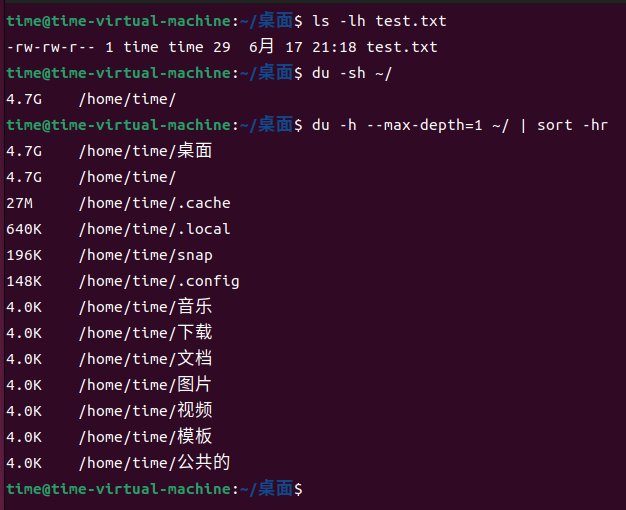 time@time-virtual-machine:~/桌面$ ls -lh test.txt
-rw-rw-r-- 1 time time 29  6月 17 21:18 test.txt
time@time-virtual-machine:~/桌面$ du -sh ~/
4.7G    /home/time/
time@time-virtual-machine:~/桌面$ du -h --max-depth=1 ~/ | sort -hr
4.7G    /home/time/桌面
4.7G    /home/time/
27M     /home/time/.cache
640K    /home/time/.local
196K    /home/time/snap
148K    /home/time/.config
4.0K    /home/time/音乐
4.0K    /home/time/下载
4.0K    /home/time/文档
4.0K    /home/time/图片
4.0K    /home/time/视频
4.0K    /home/time/模板
4.0K    /home/time/公共的
time@time-virtual-machine:~/桌面$